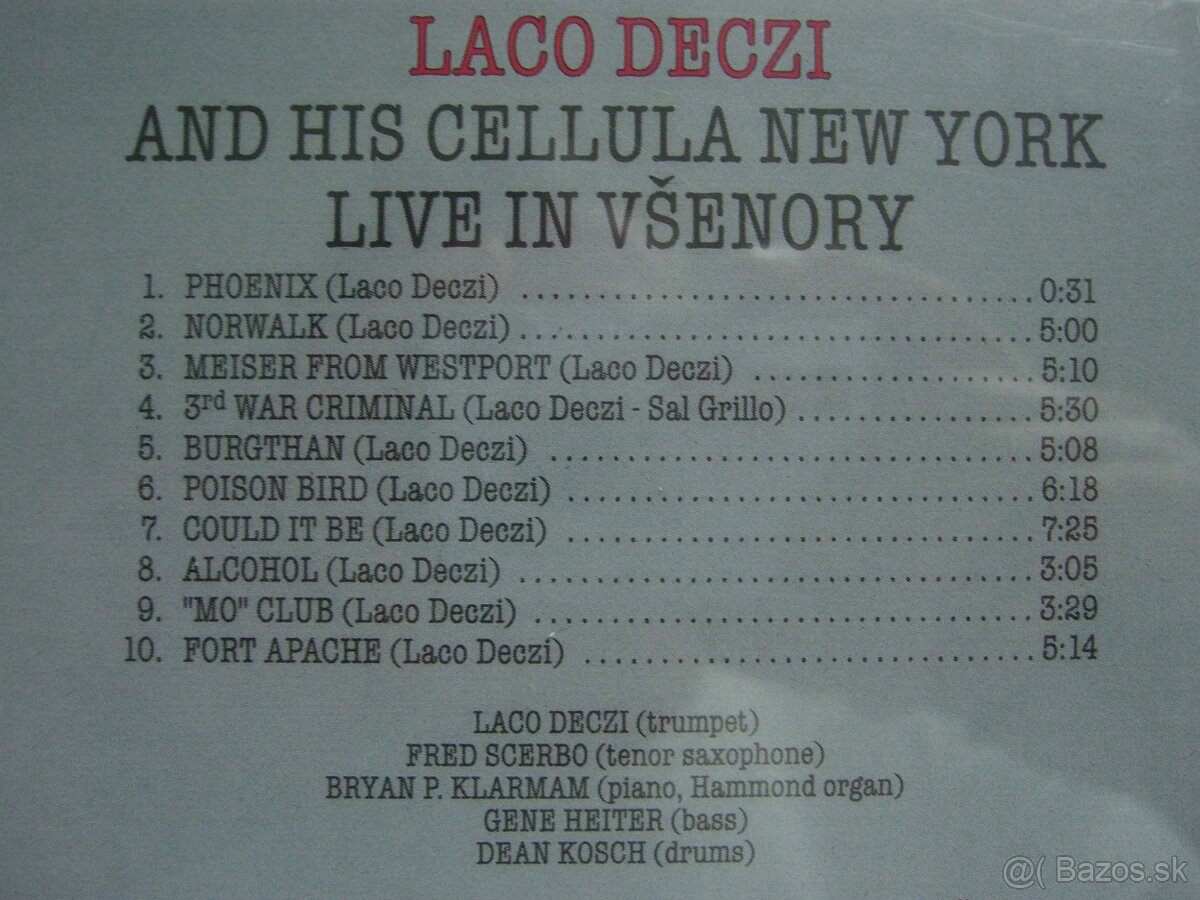 LACO DECZI
AND HIS CELLULA NEW YORK
LIVE IN VŠENORY
1. PHOENIX (Laco Deczi) ..................................0:31
2. NORWALK (Laco Deczi)..................................5:00
3. MEISER FROM WESTPORT (Laco Deczi) ...................5:10
4. 3rd WAR CRIMINAL (Laco Deczi - Sal Grillo) ................5:30
5. BURGTHAN (Laco Deczi) ................................5:08
6. POISON BIRD (Laco Deczi) ...............................6:18
7. COULD IT BE (Laco Deczi) ...............................7:25
8. ALCOHOL (Laco Deczi) ..................................3:05
9. "MO" CLUB (Laco Deczi) .................................3:29
10. FORT APACHE (Laco Deczi) ..............................5:14
LACO DECZI (trumpet)
FRED SCERBO (tenor saxophone)
BRYAN P. KLARMAM (piano, Hammond organ)
GENE HEITER (bass)
DEAN KOSCH (drums)
@( Bazos.sk